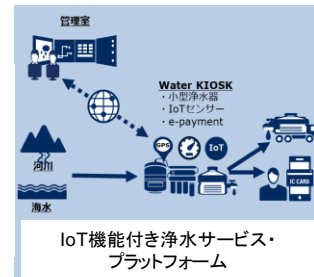 管理室
Water KIOSK
・小型浄水器
・IoTセンサー
・e-payment
GPS
IoT
河川
海水
IC CARD
IoT機能付き浄水サービス・
プラットフォーム